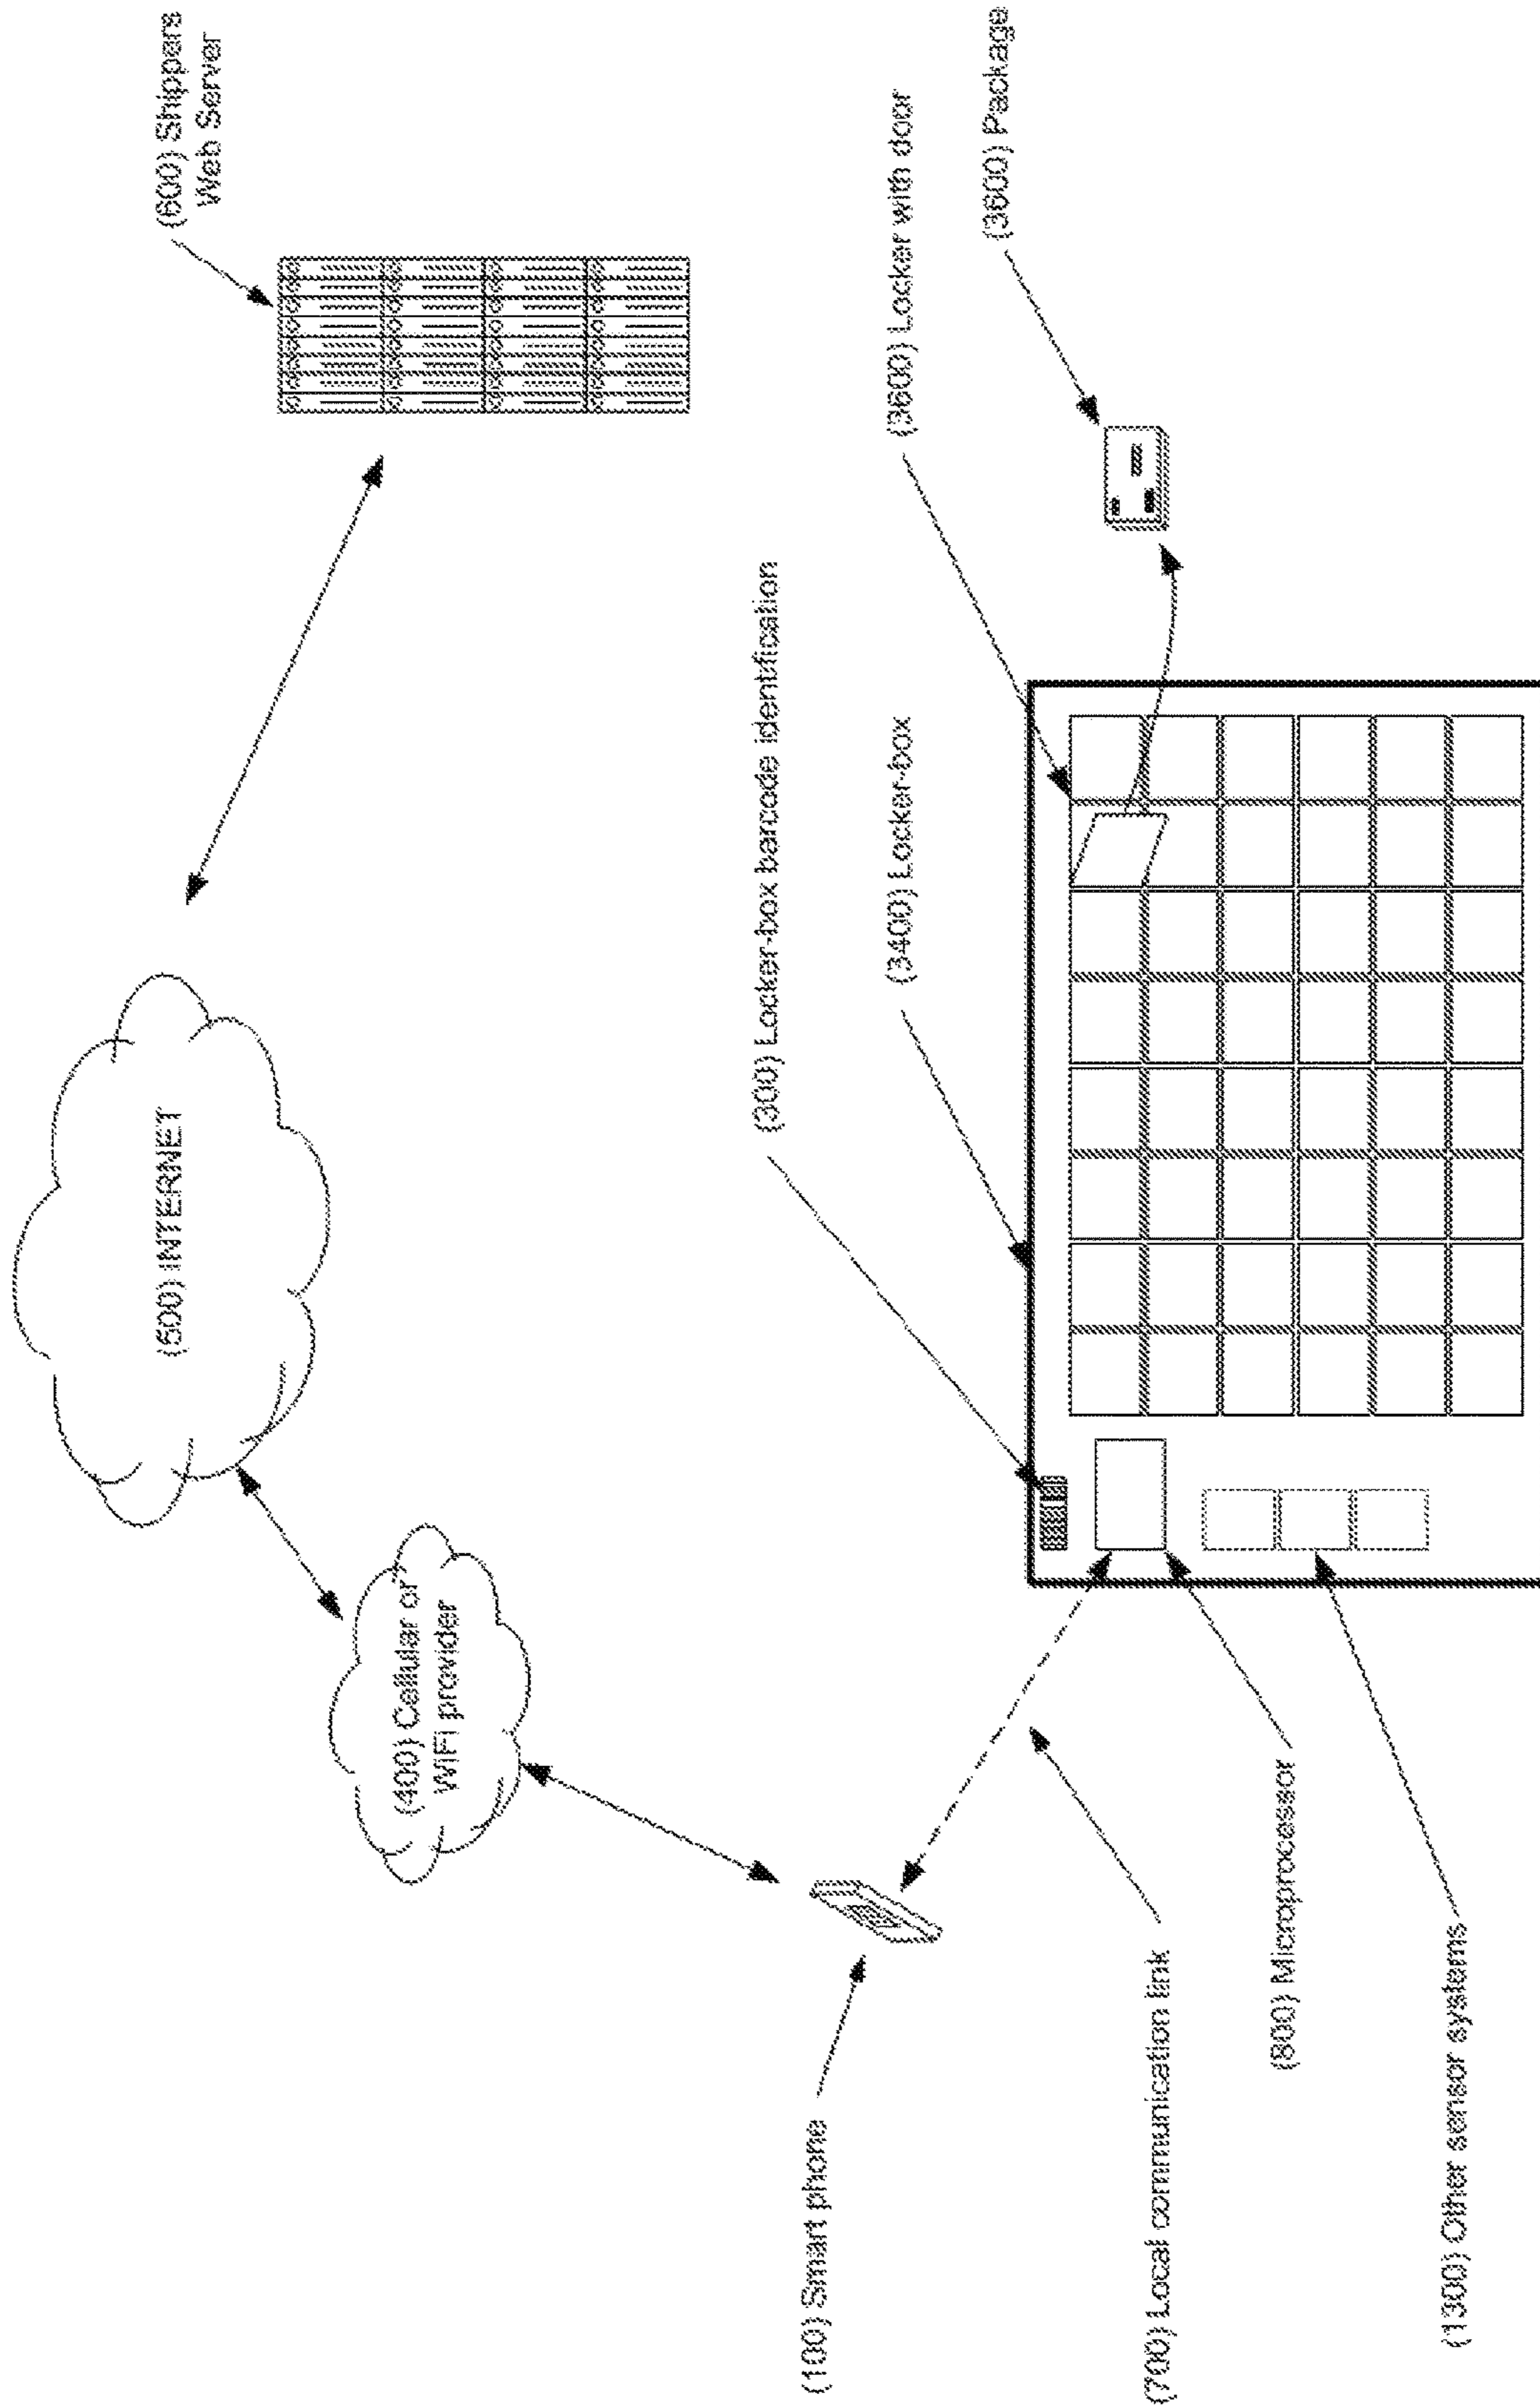 (600) Shippers
Web Server
(500) INTERNET
(400) Cellular or
WiFi provider
(100) Smart phone
(300) Locker-box barcode identification
(3400) Locker-box
(3600) Locker with door
(3600) Package
(700) Local communication link
(800) Microprocessor
(1300) Other sensor systems